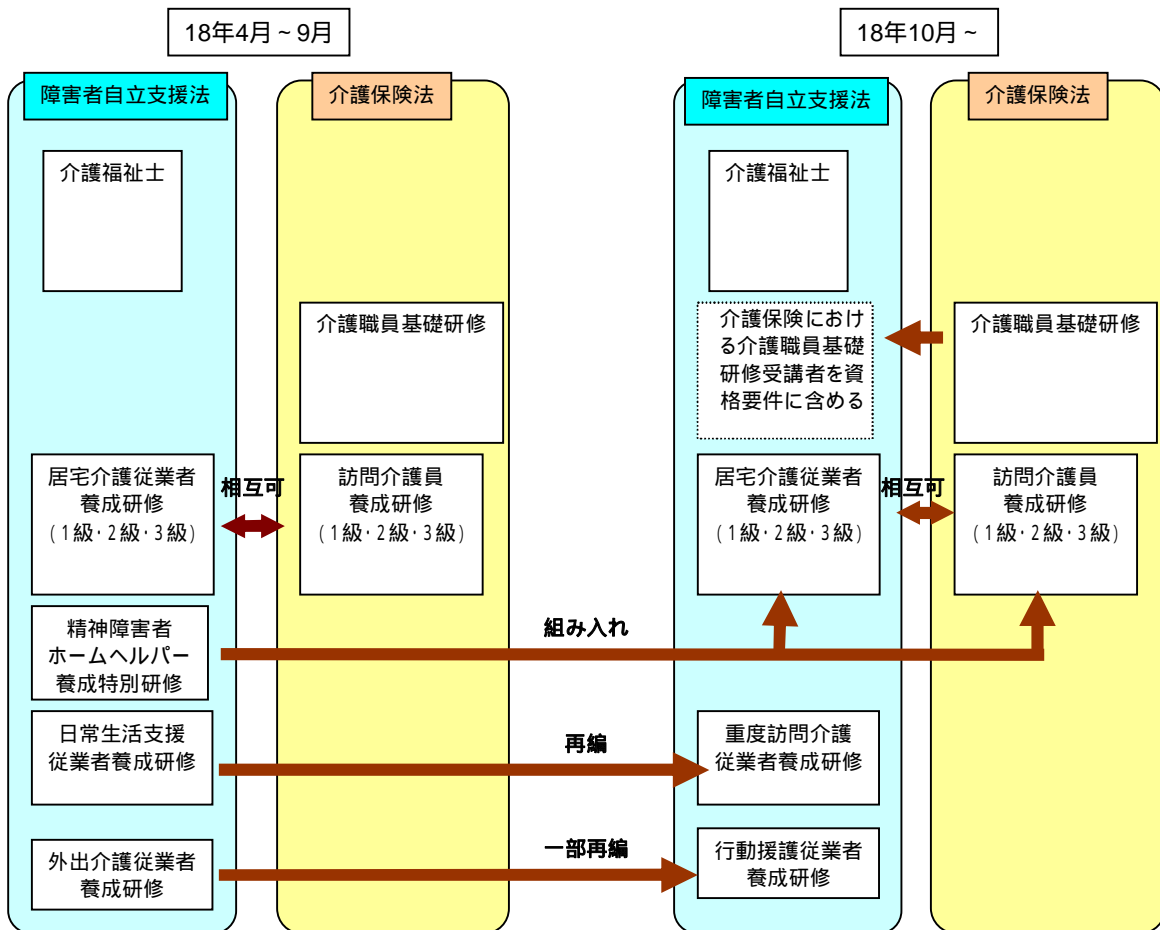 18年4月~9月
18年10月~
障害者自立支援法
介護保険法
介護福祉士
介護職員基礎研修
居宅介護従業者
養成研修
(1級・2級・3級)
相互可
訪問介護員
養成研修
(1級・2級・3級)
精神障害者
ホームヘルパー
養成特別研修
日常生活支援
従業者養成研修
外出介護従業者
養成研修
組み入れ
再編
一部再編
障害者自立支援法
介護保険法
介護福祉士
介護保険におけ
る介護職員基礎
研修受講者を資
格要件に含める
介護職員基礎研修
居宅介護従業者
養成研修
(1級・2級・3級)
相互可
訪問介護員
養成研修
(1級・2級・3級)
重度訪問介護
従業者養成研修
行動援護従業者
養成研修